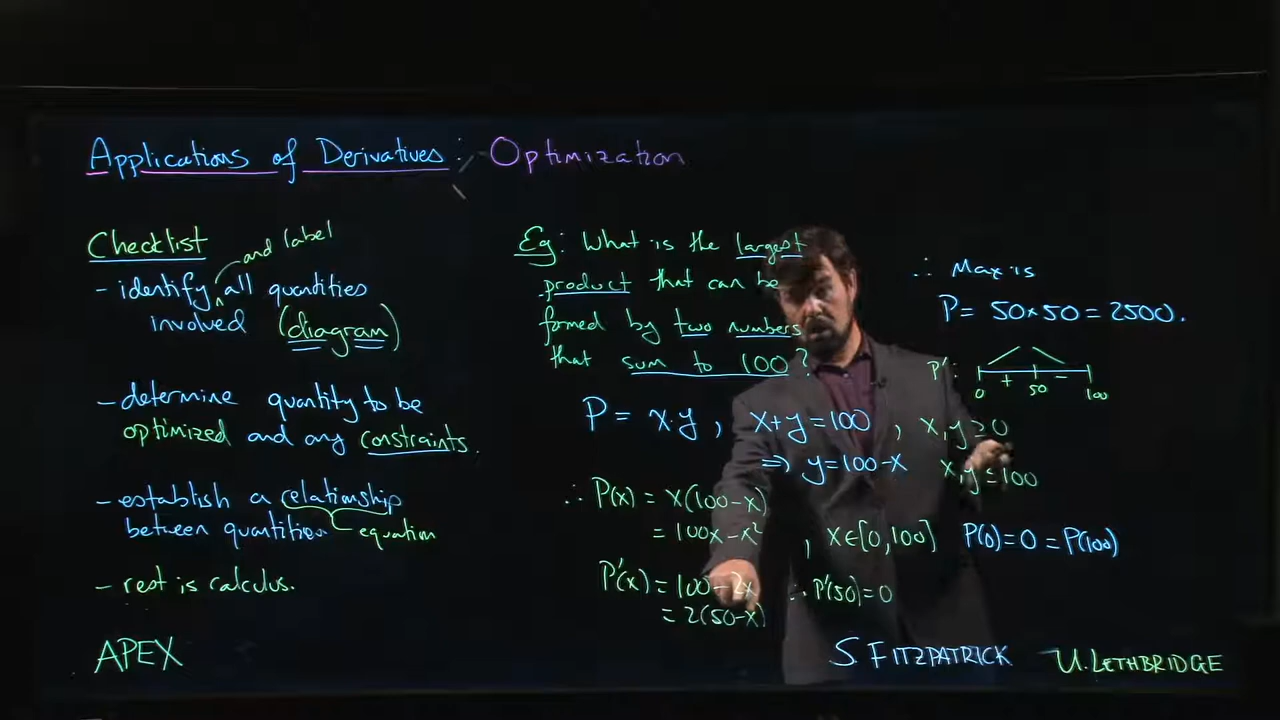 Applications of Derivatives: Optimization
Checklist
- identify ^ and label all quantities
involved (diagram)
- determine quantity to be
optimized and any constraints.
- establish a relationship
between quantities equation
- rest is calculus.
APEX
Eg: What is the largest
product that can be
formed by two numbers
that sum to 100?
P = x·y , x+y=100 , x,y≥0
⇒ y=100-x x,y≤100
∴ P(x) = x(100-x)
= 100x-x² , x∈[0,100] P(0)=0=P(100)
P'(x) = 100-2x ∴ P'(50)=0
= 2(50-x)
∴ Max is
P= 50×50=2500.
P': + -
0 50 100
S. FITZPATRICK U. LETHBRIDGE